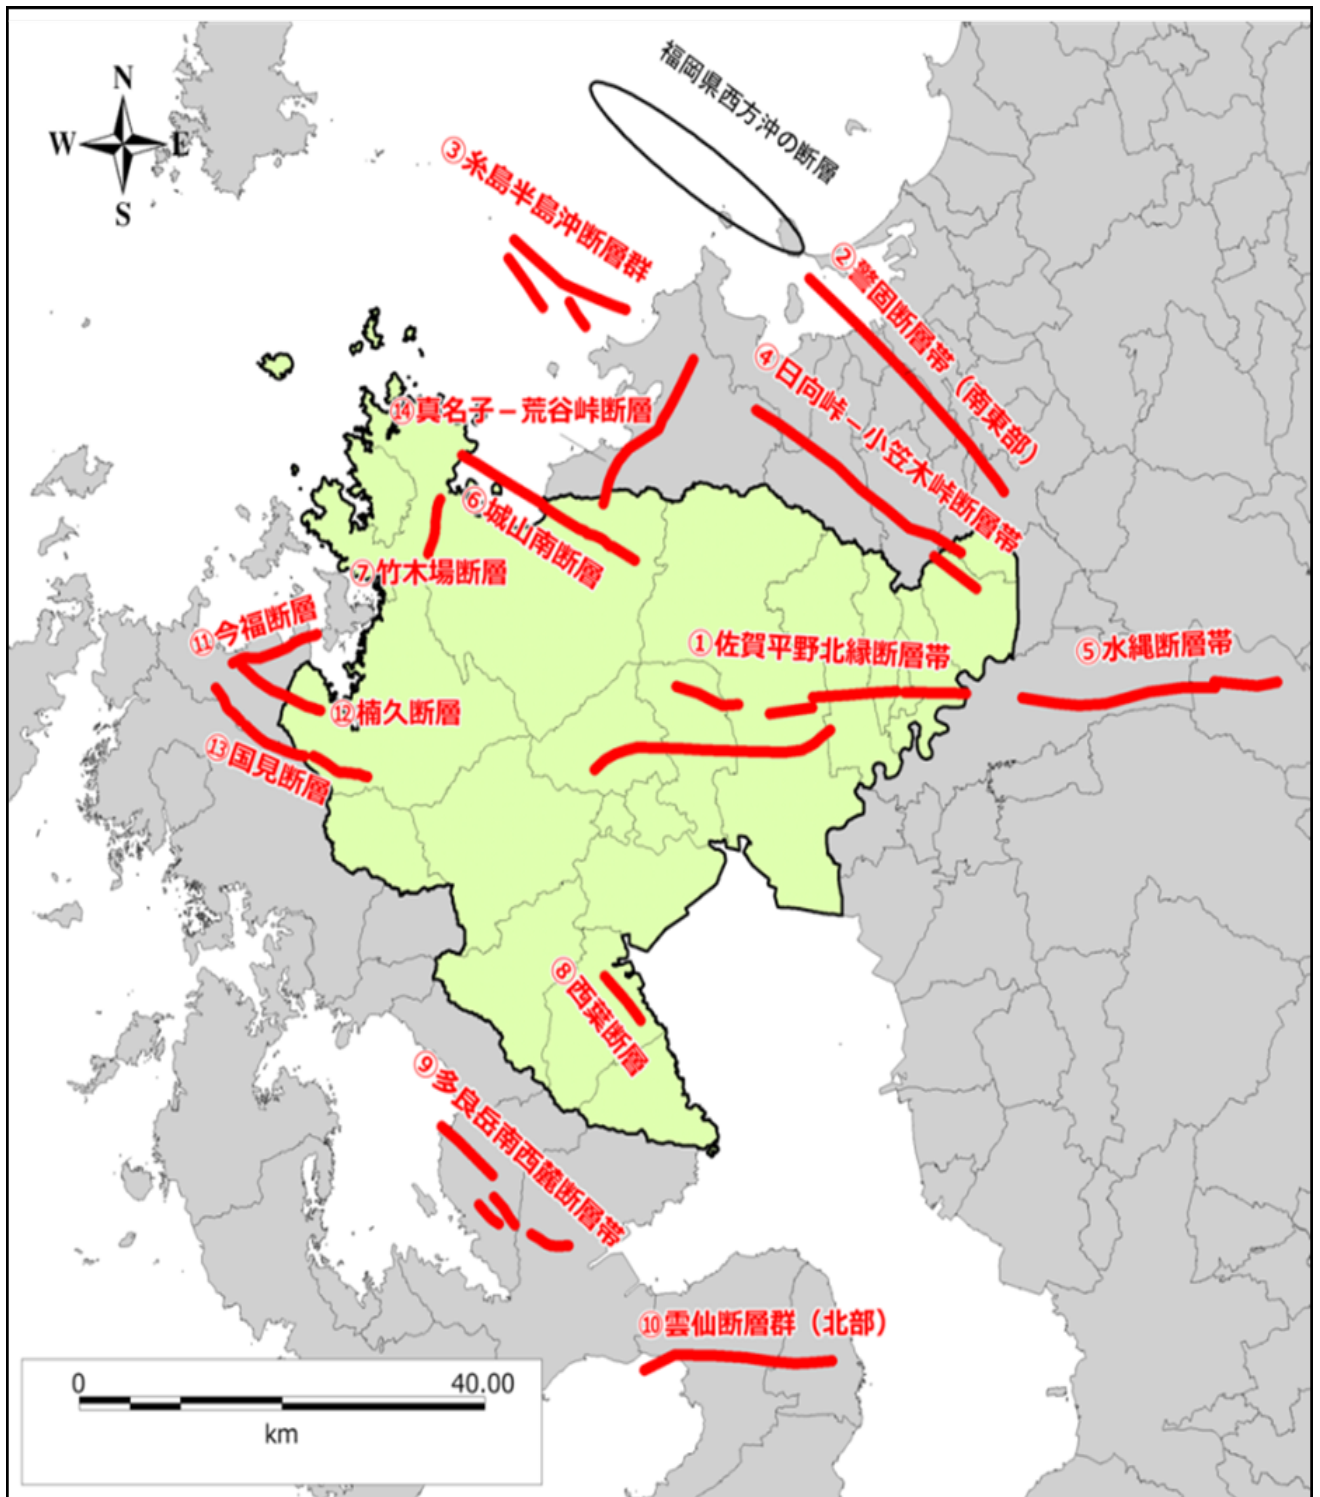 福岡県西方沖の断層
N
W
E
S
③糸島半島沖断層群
②警固断層帯（南東部）
④日向峠－小笠木峠断層帯
⑭真名子－荒谷峠断層
⑥城山南断層
⑦竹木場断層
⑪今福断層
①佐賀平野北縁断層帯
⑤水縄断層帯
⑫楠久断層
⑬国見断層
⑧西葉断層
⑨多良岳南西麓断層帯
⑩雲仙断層群（北部）
0
40.00
km